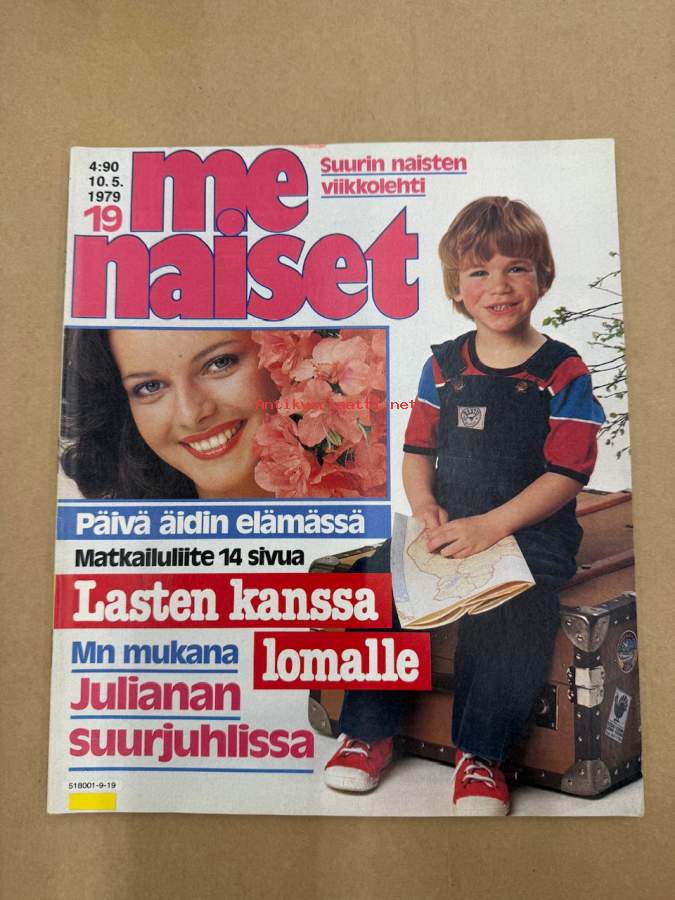 4:90
10.5.
1979
19
me
naiset
Suurin naisten
viikkolehti
Antikvariaatti.net
Päivä äidin elämässä
Matkailuliite 14 sivua
Lasten kanssa
lomalle
Mn mukana
Julianan
suurjuhlissa
518001-9-19